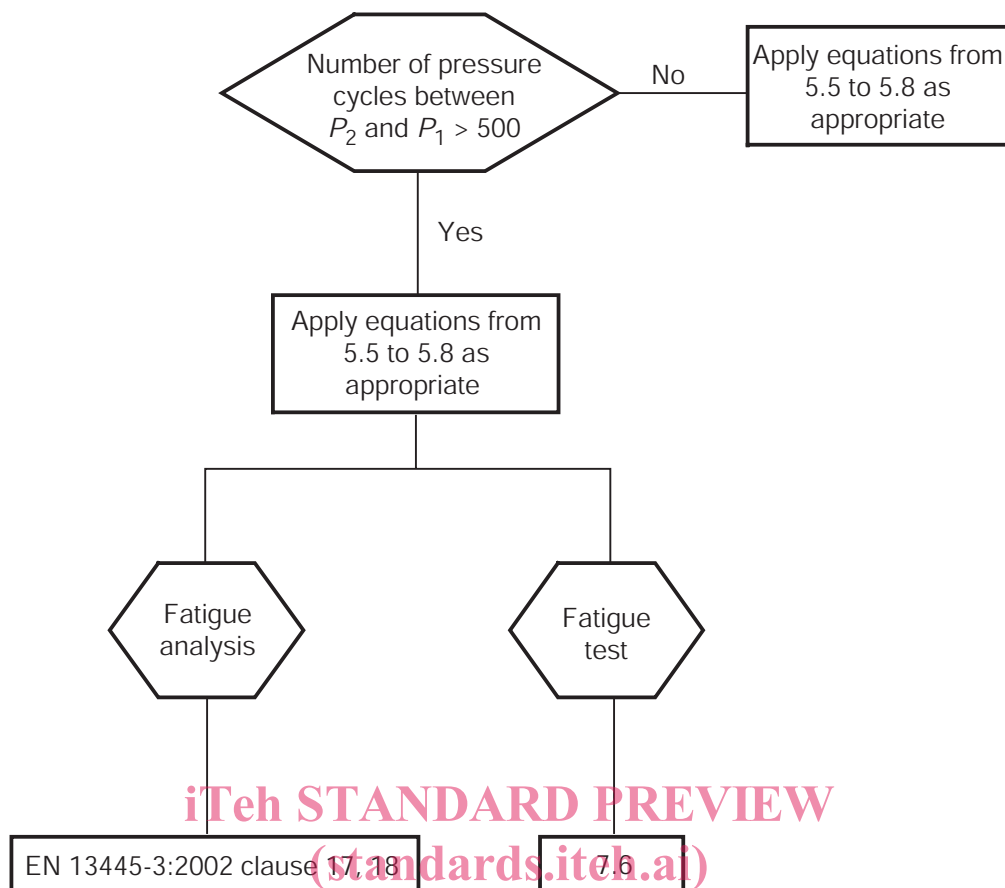 Number of pressure
cycles between
P2 and P1 > 500
No
Apply equations from
5.5 to 5.8 as
appropriate
Yes
Apply equations from
5.5 to 5.8 as
appropriate
Fatigue
analysis
Fatigue
test
iTeh STANDARD PREVIEW
EN 13445-3:2002 clause 17, 18
(standards.iteh.ai)
7.6